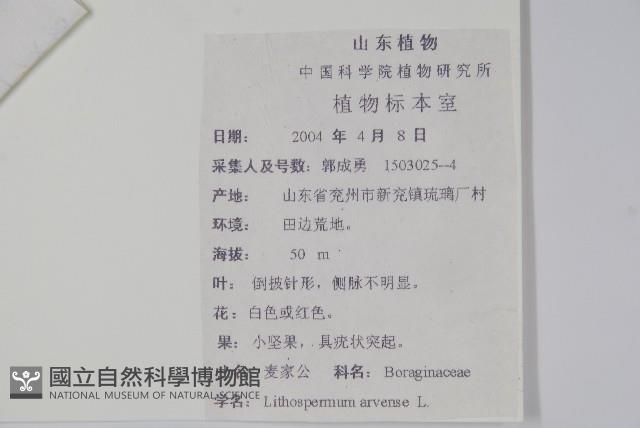 山东植物
中国科学院植物研究所
植物标本室
日期： 2004 年 4 月 8 日
采集人及号数：郭成勇 1503025--4
产地： 山东省兖州市新兖镇琉璃厂村
环境： 田边荒地。
海拔： 50 m
叶： 倒披针形，侧脉不明显。
花：白色或红色。
果： 小坚果，具疣状突起。
麦家公 科名： Boraginaceae
学名：Lithospermum arvense L.
國立自然科學博物館
NATIONAL MUSEUM OF NATURAL SCIENCE